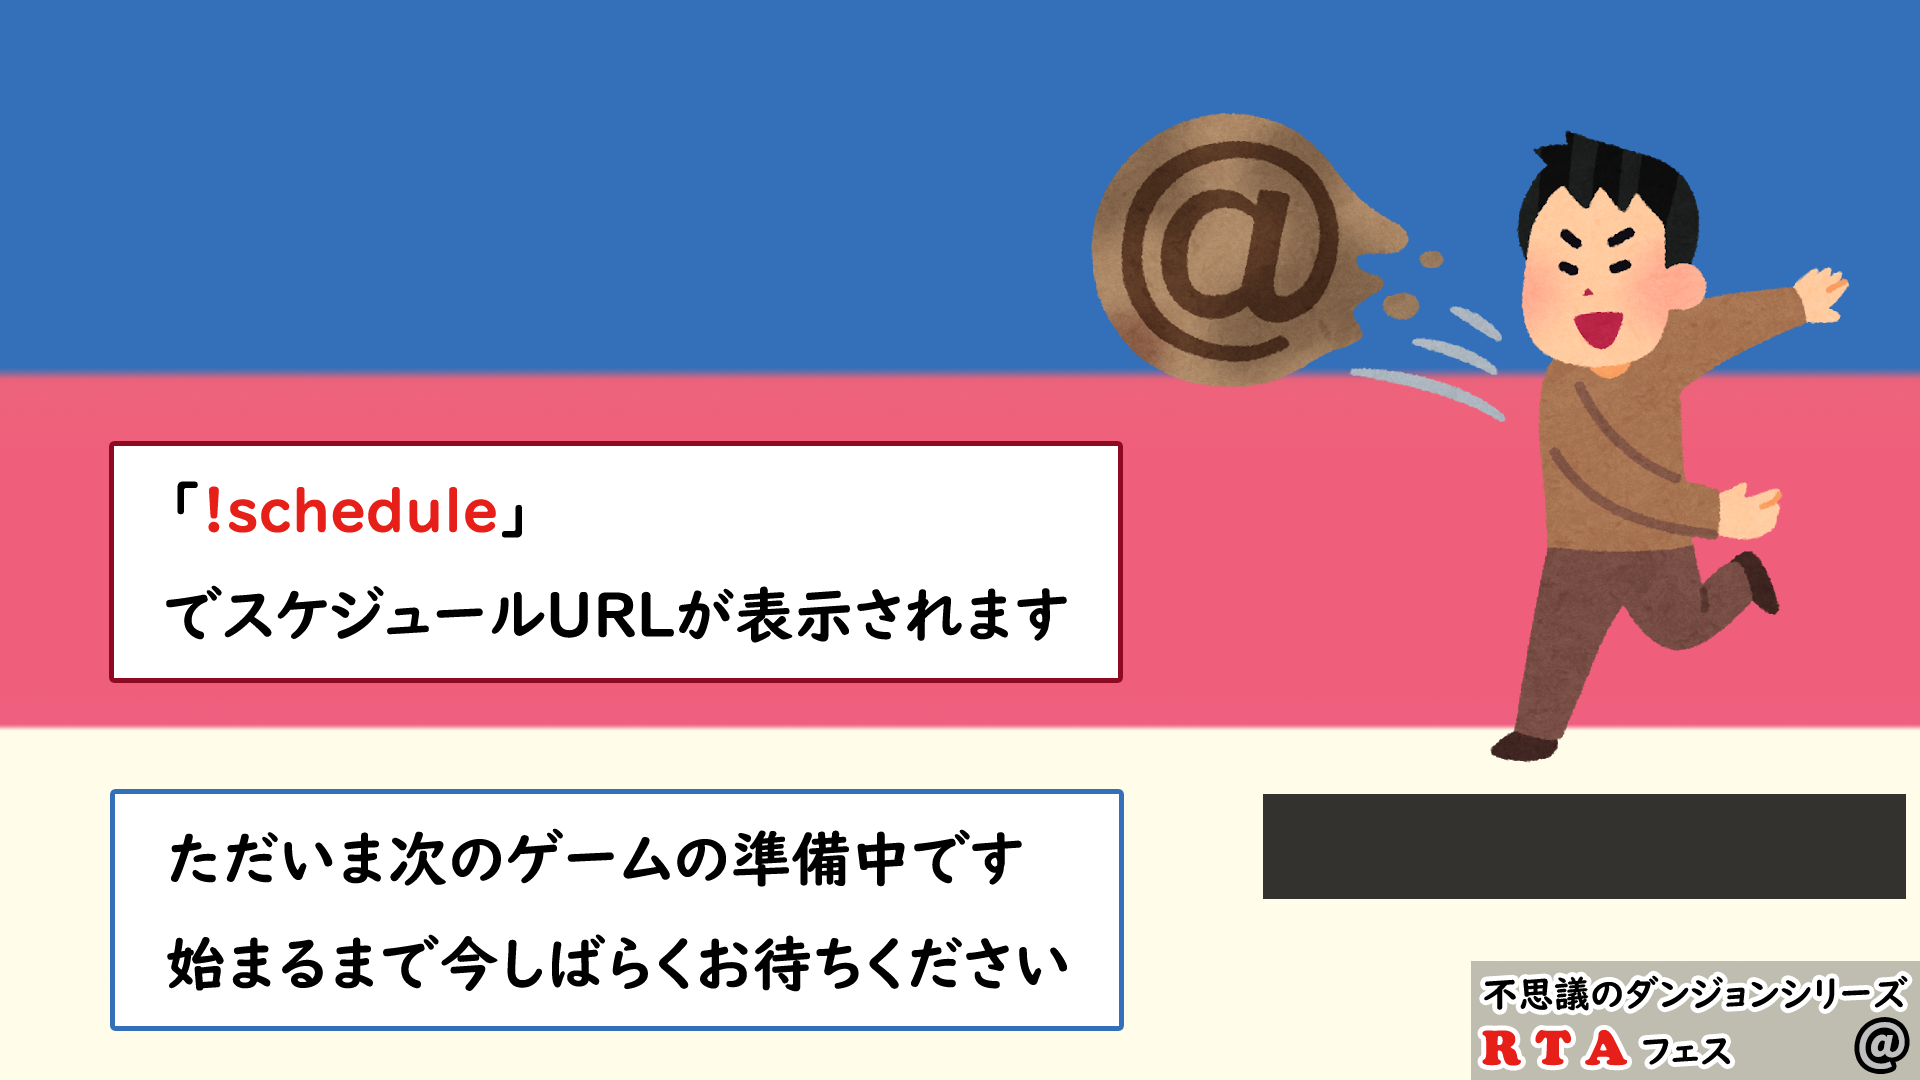 @
「!schedule」
でスケジュールURLが表示されます
ただいま次のゲームの準備中です
始まるまで今しばらくお待ちください
不思議のダンジョンシリーズ
RTAフェス @